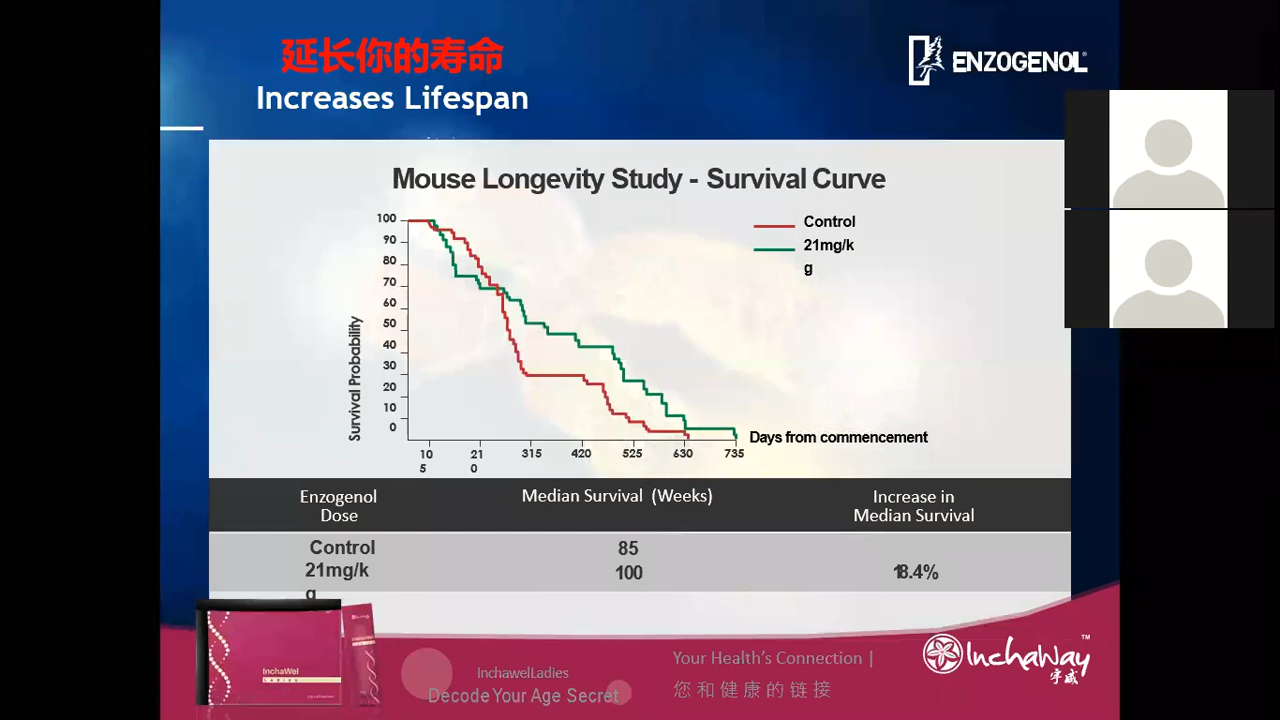 延长你的寿命
Increases Lifespan
ENZOGENOL®
Mouse Longevity Study - Survival Curve
Control
21mg/k
g
100
90
80
70
60
50
40
30
20
10
0
Survival Probability
10
5
21
0
315
420
525
630
735
Days from commencement
Enzogenol
Dose
Median Survival (Weeks)
Increase in
Median Survival
Control
85
21mg/k
g
100
18.4%
InchaWel
LADIES
InchawelLadies
Decode Your Age Secret
Your Health's Connection |
您和健康的链接
InchaWay™
宇威